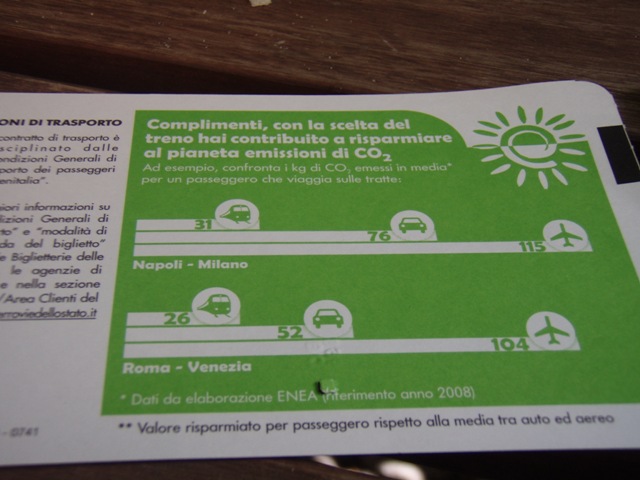 ONI DI TRASPORTO
contratto di trasporto è
sciplinato dalle
ondizioni Generali di
porto dei passeggeri
enitalia".
iori informazioni su
dizioni Generali di
to" e "modalità di
da del biglietto"
e Biglietterie delle
le agenzie di
e nella sezione
/Area Clienti del
erroviedellostato.it
- 0741
Complimenti, con la scelta del
treno hai contribuito a risparmiare
al pianeta emissioni di CO2
Ad esempio, confronta i kg di CO2 emessi in media*
per un passeggero che viaggia sulle tratte:
31
76
115
Napoli - Milano
26
52
104
Roma - Venezia
* Dati da elaborazione ENEA (riferimento anno 2008)
** Valore risparmiato per passeggero rispetto alla media tra auto ed aereo